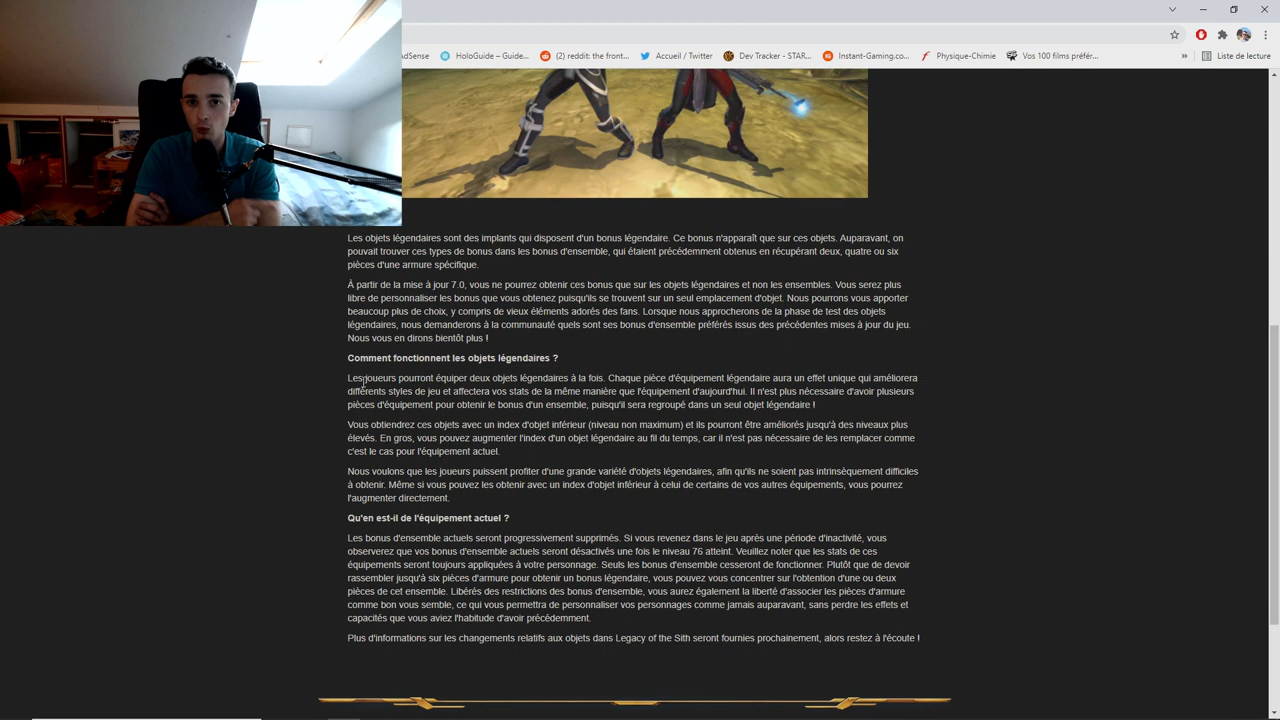 dSense
HoloGuide – Guide...
(2) reddit: the front...
Accueil / Twitter
Dev Tracker - STAR...
Instant-Gaming.co...
Physique-Chimie
Vos 100 films préfér...
»
Liste de lecture
Les objets légendaires sont des implants qui disposent d'un bonus légendaire. Ce bonus n'apparaît que sur ces objets. Auparavant, on
pouvait trouver ces types de bonus dans les bonus d'ensemble, qui étaient précédemment obtenus en récupérant deux, quatre ou six
pièces d'une armure spécifique.
À partir de la mise à jour 7.0, vous ne pourrez obtenir ces bonus que sur les objets légendaires et non les ensembles. Vous serez plus
libre de personnaliser les bonus que vous obtenez puisqu'ils se trouvent sur un seul emplacement d'objet. Nous pourrons vous apporter
beaucoup plus de choix, y compris de vieux éléments adorés des fans. Lorsque nous approcherons de la phase de test des objets
légendaires, nous demanderons à la communauté quels sont ses bonus d'ensemble préférés issus des précédentes mises à jour du jeu.
Nous vous en dirons bientôt plus !
Comment fonctionnent les objets légendaires ?
Les joueurs pourront équiper deux objets légendaires à la fois. Chaque pièce d'équipement légendaire aura un effet unique qui améliorera
différents styles de jeu et affectera vos stats de la même manière que l'équipement d'aujourd'hui. Il n'est plus nécessaire d'avoir plusieurs
pièces d'équipement pour obtenir le bonus d'un ensemble, puisqu'il sera regroupé dans un seul objet légendaire !
Vous obtiendrez ces objets avec un index d'objet inférieur (niveau non maximum) et ils pourront être améliorés jusqu'à des niveaux plus
élevés. En gros, vous pouvez augmenter l'index d'un objet légendaire au fil du temps, car il n'est pas nécessaire de les remplacer comme
c'est le cas pour l'équipement actuel.
Nous voulons que les joueurs puissent profiter d'une grande variété d'objets légendaires, afin qu'ils ne soient pas intrinsèquement difficiles
à obtenir. Même si vous pouvez les obtenir avec un index d'objet inférieur à celui de certains de vos autres équipements, vous pourrez
l'augmenter directement.
Qu'en est-il de l'équipement actuel ?
Les bonus d'ensemble actuels seront progressivement supprimés. Si vous revenez dans le jeu après une période d'inactivité, vous
observerez que vos bonus d'ensemble actuels seront désactivés une fois le niveau 76 atteint. Veuillez noter que les stats de ces
équipements seront toujours appliquées à votre personnage. Seuls les bonus d'ensemble cesseront de fonctionner. Plutôt que de devoir
rassembler jusqu'à six pièces d'armure pour obtenir un bonus légendaire, vous pouvez vous concentrer sur l'obtention d'une ou deux
pièces de cet ensemble. Libérés des restrictions des bonus d'ensemble, vous aurez également la liberté d'associer les pièces d'armure
comme bon vous semble, ce qui vous permettra de personnaliser vos personnages comme jamais auparavant, sans perdre les effets et
capacités que vous aviez l'habitude d'avoir précédemment.
Plus d'informations sur les changements relatifs aux objets dans Legacy of the Sith seront fournies prochainement, alors restez à l'écoute !